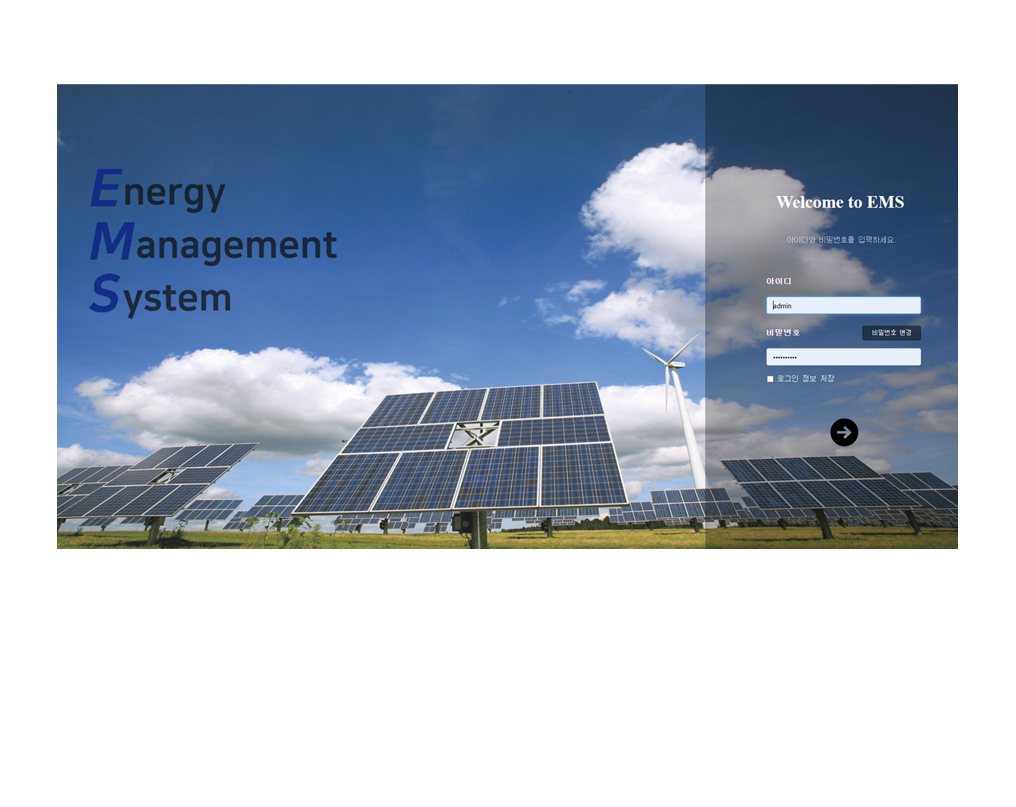 Energy
Management
System
Welcome to EMS
아이디와 비밀번호를 입력하세요.
아이디
admin
비밀번호
비밀번호 변경
••••••••••
로그인 정보 저장